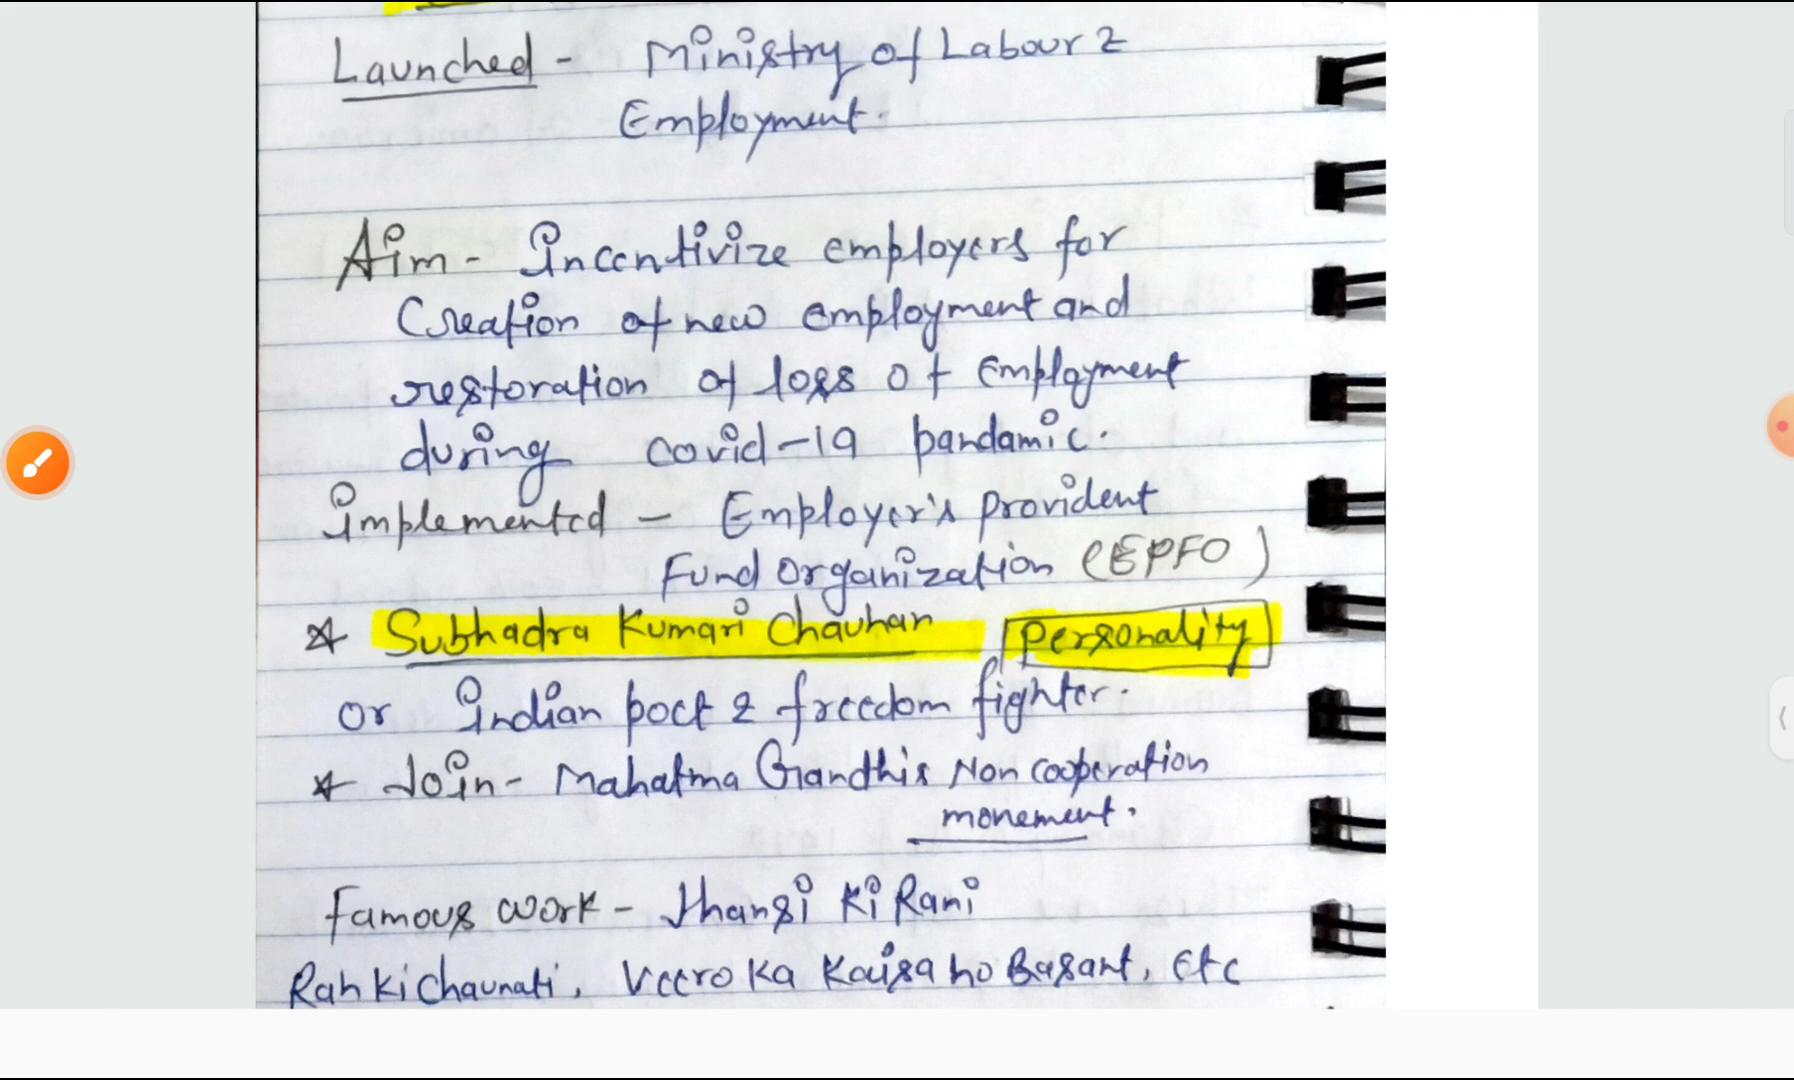 Launched - Ministry of Labour &
Employment.
Aim - Incentivize employers for
Creation of new employment and
restoration of loss of Employment
during covid-19 pandamic.
Implemented - Employer's provident
Fund organization (EPFO)
* Subhadra Kumari Chauhan personality
or Indian poet & freedom fighter.
* Join - Mahatma Gandhi's Non cooperation
monement.
Famous work - Jhansi Ki Rani
Rah ki chaunati, Veero Ka Kaisa ho Basant, etc